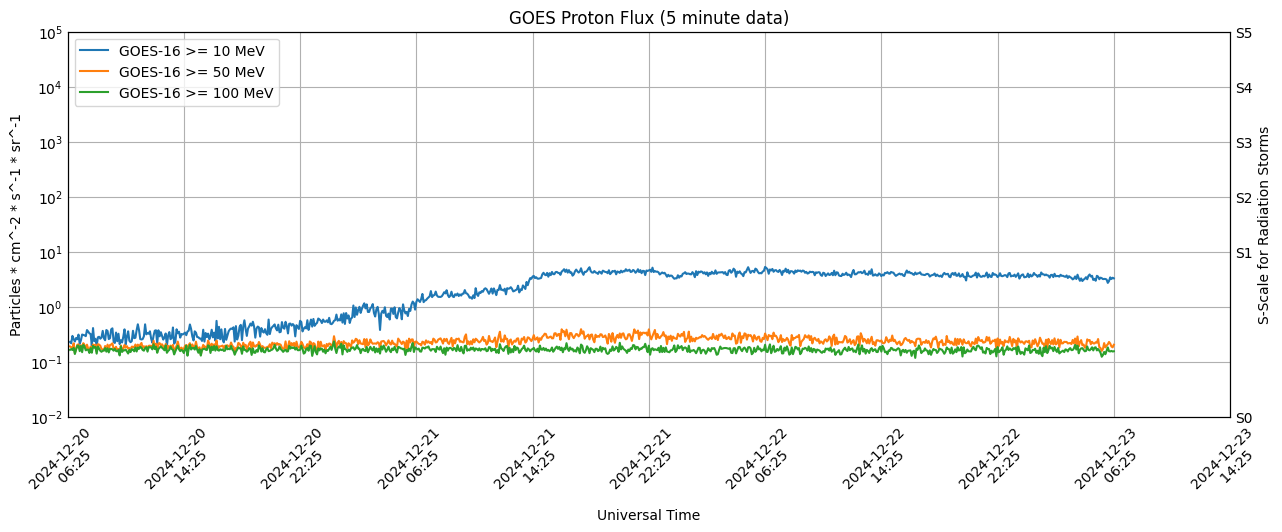 GOES Proton Flux (5 minute data)
GOES-16 >= 10 MeV
GOES-16 >= 50 MeV
GOES-16 >= 100 MeV
Particles * cm^-2 * s^-1 * sr^-1
10^5
10^4
10^3
10^2
10^1
10^0
10^-1
10^-2
S5
S4
S3
S2
S1
S0
S-Scale for Radiation Storms
2024-12-20
06:25
2024-12-20
14:25
2024-12-20
22:25
2024-12-21
06:25
2024-12-21
14:25
2024-12-21
22:25
2024-12-22
06:25
2024-12-22
14:25
2024-12-22
22:25
2024-12-23
06:25
2024-12-23
14:25
Universal Time